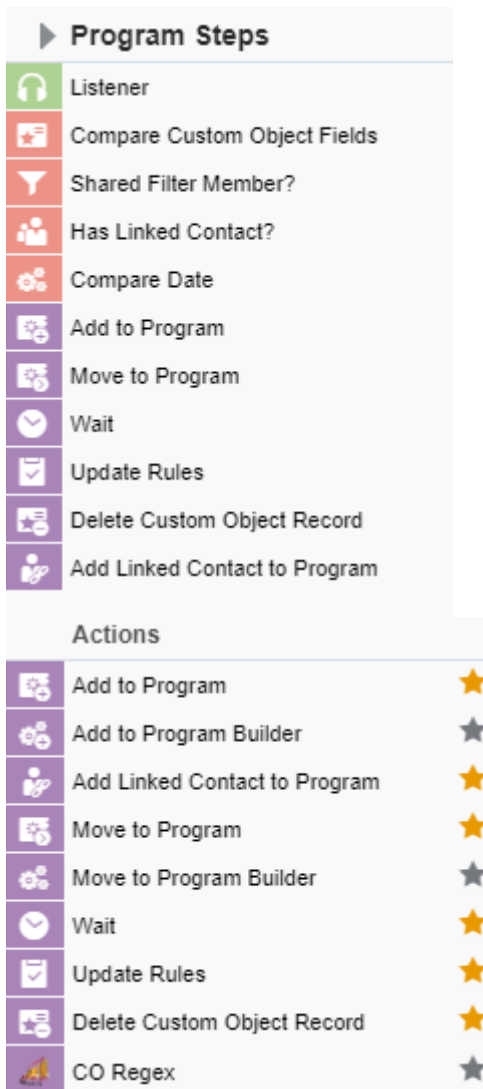 Program Steps
Listener
Compare Custom Object Fields
Shared Filter Member?
Has Linked Contact?
Compare Date
Add to Program
Move to Program
Wait
Update Rules
Delete Custom Object Record
Add Linked Contact to Program
Actions
Add to Program
Add to Program Builder
Add Linked Contact to Program
Move to Program
Move to Program Builder
Wait
Update Rules
Delete Custom Object Record
CO Regex